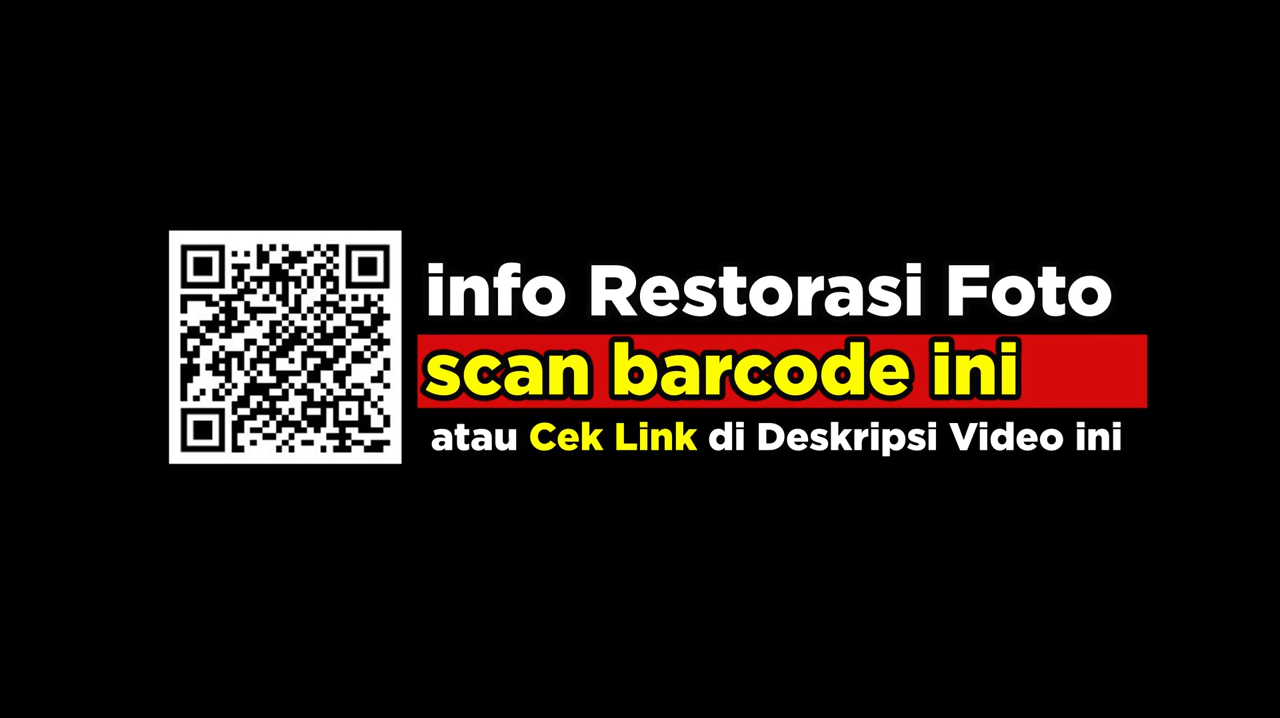 info Restorasi Foto
scan barcode ini
atau Cek Link di Deskripsi Video ini